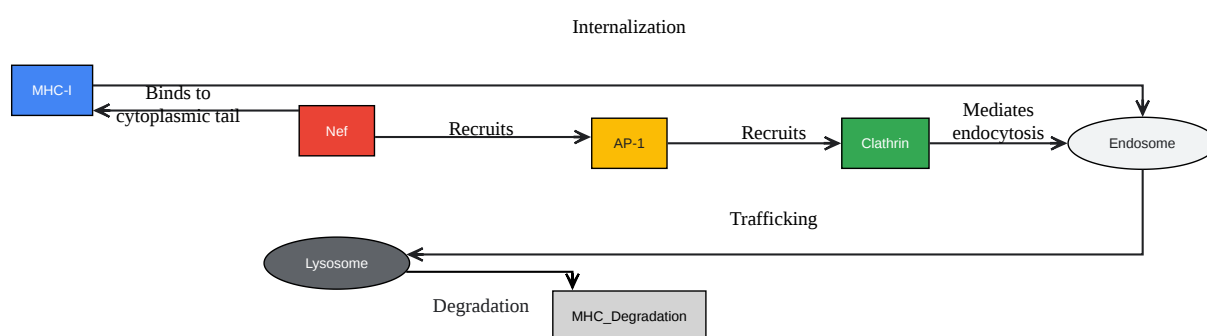 Internalization
MHC-I
Binds to
cytoplasmic tail
Nef
Recruits
AP-1
Recruits
Clathrin
Mediates
endocytosis
Endosome
Trafficking
Lysosome
Degradation
MHC_Degradation